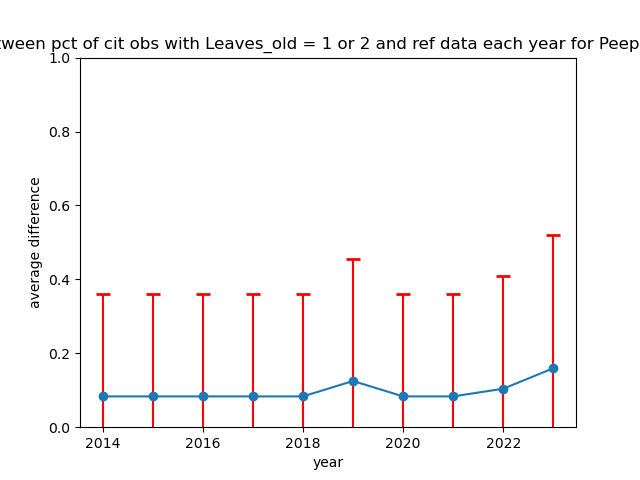 ween pct of cit obs with Leaves_old = 1 or 2 and ref data each year for Peep
1.0
0.8
0.6
0.4
0.2
0.0
average difference
2014 2016 2018 2020 2022
year